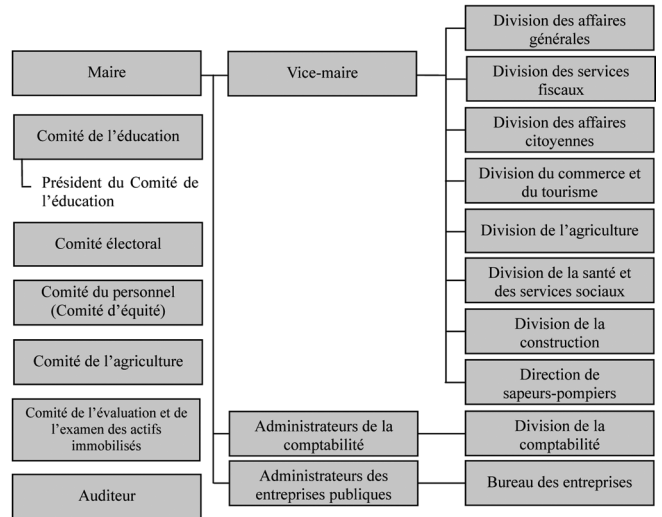 Maire
Comité de l'éducation
Président du Comité de
l'éducation
Comité électoral
Comité du personnel
(Comité d'équité)
Comité de l'agriculture
Comité de l'évaluation et de
l'examen des actifs
immobilisés
Auditeur
Vice-maire
Administrateurs de la
comptabilité
Administrateurs des
entreprises publiques
Division des affaires
générales
Division des services
fiscaux
Division des affaires
citoyennes
Division du commerce et
du tourisme
Division de l'agriculture
Division de la santé et
des services sociaux
Division de la
construction
Direction de
sapeurs-pompiers
Division de la
comptabilité
Bureau des entreprises